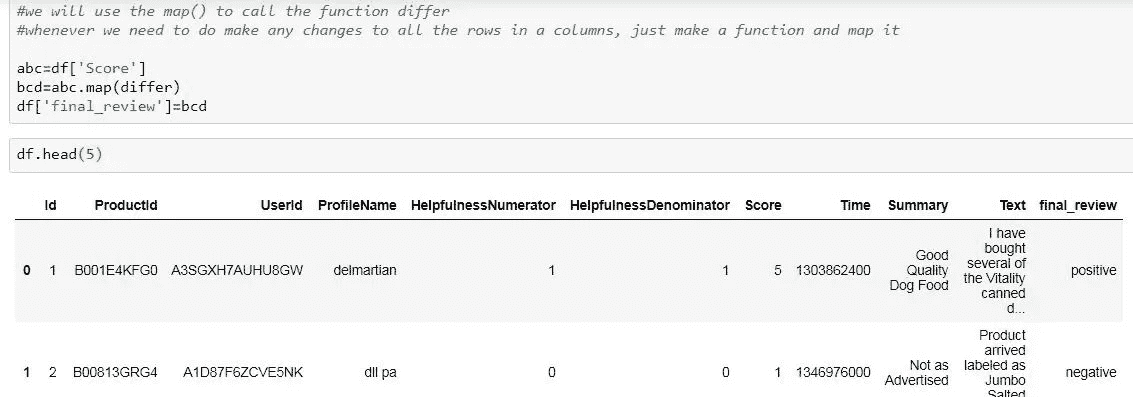 #we will use the map() to call the function differ
#whenever we need to do make any changes to all the rows in a columns, just make a function and map it
abc=df['Score']
bcd=abc.map(differ)
df['final_review']=bcd
df.head(5)
Id ProductId UserId ProfileName HelpfulnessNumerator HelpfulnessDenominator Score Time Summary Text final_review
0 1 B001E4KFG0 A3SGXH7AUHU8GW delmartian 1 1 5 1303862400 Good Quality Dog Food I have bought several of the Vitality canned d... positive
1 2 B00813GRG4 A1D87F6ZCVE5NK dll pa 0 0 1 1346976000 Not as Advertised Product arrived labeled as Jumbo Salted negative